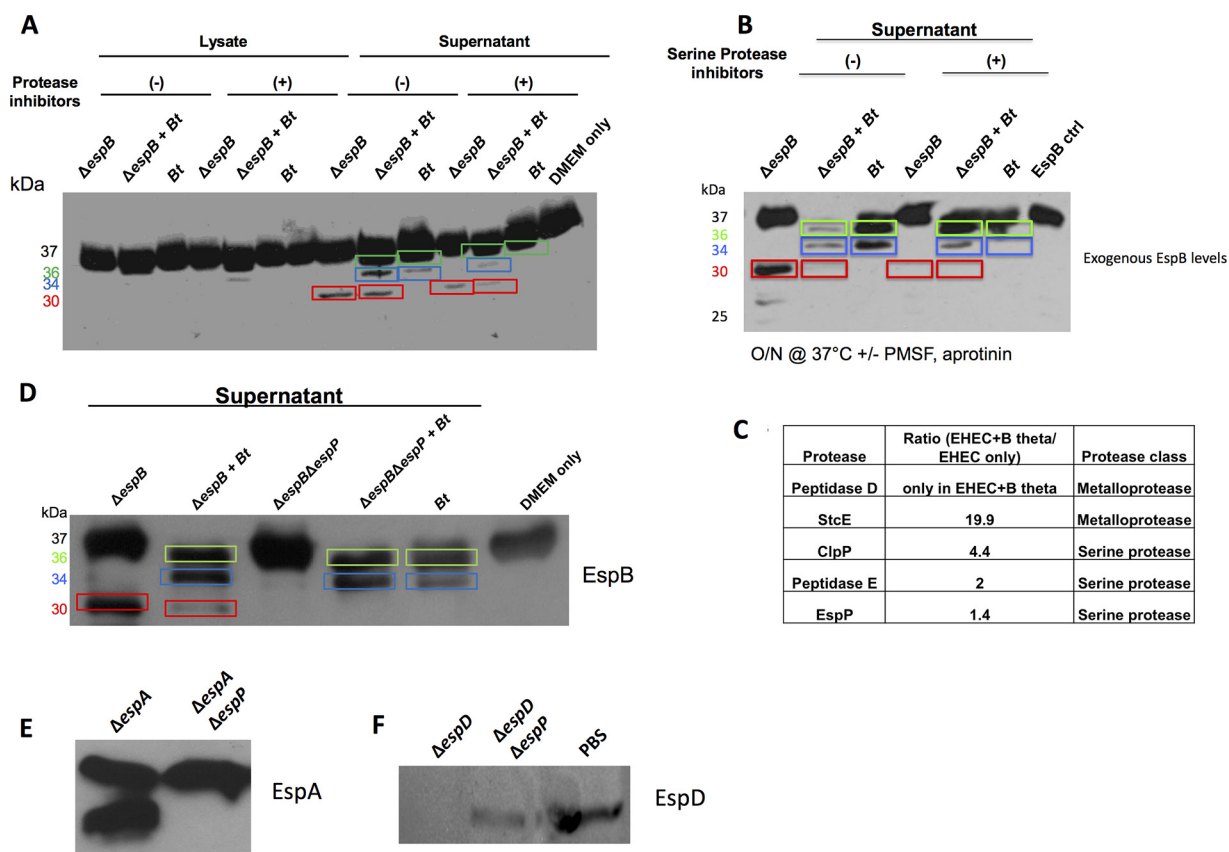 A
Lysate
Supernatant
Protease
inhibitors
(-)
(+)
(-)
(+)
ΔespB
ΔespB + Bt
Bt
ΔespB
ΔespB + Bt
Bt
ΔespB
ΔespB + Bt
Bt
ΔespB
ΔespB + Bt
Bt
DMEM only
kDa
37
36
34
30
B
Supernatant
Serine Protease
inhibitors
(-)
(+)
ΔespB
ΔespB + Bt
Bt
ΔespB
ΔespB + Bt
Bt
EspB ctrl
kDa
37
36
34
30
25
Exogenous EspB levels
O/N @ 37°C +/- PMSF, aprotinin
D
Supernatant
ΔespB
ΔespB + Bt
ΔespBΔespP
ΔespBΔespP + Bt
Bt
DMEM only
kDa
37
36
34
30
EspB
C
Protease
Ratio (EHEC+B theta/
EHEC only)
Protease class
Peptidase D
only in EHEC+B theta
Metalloprotease
StcE
19.9
Metalloprotease
ClpP
4.4
Serine protease
Peptidase E
2
Serine protease
EspP
1.4
Serine protease
E
ΔespA
ΔespA
ΔespP
EspA
F
ΔespD
ΔespD
ΔespP
PBS
EspD